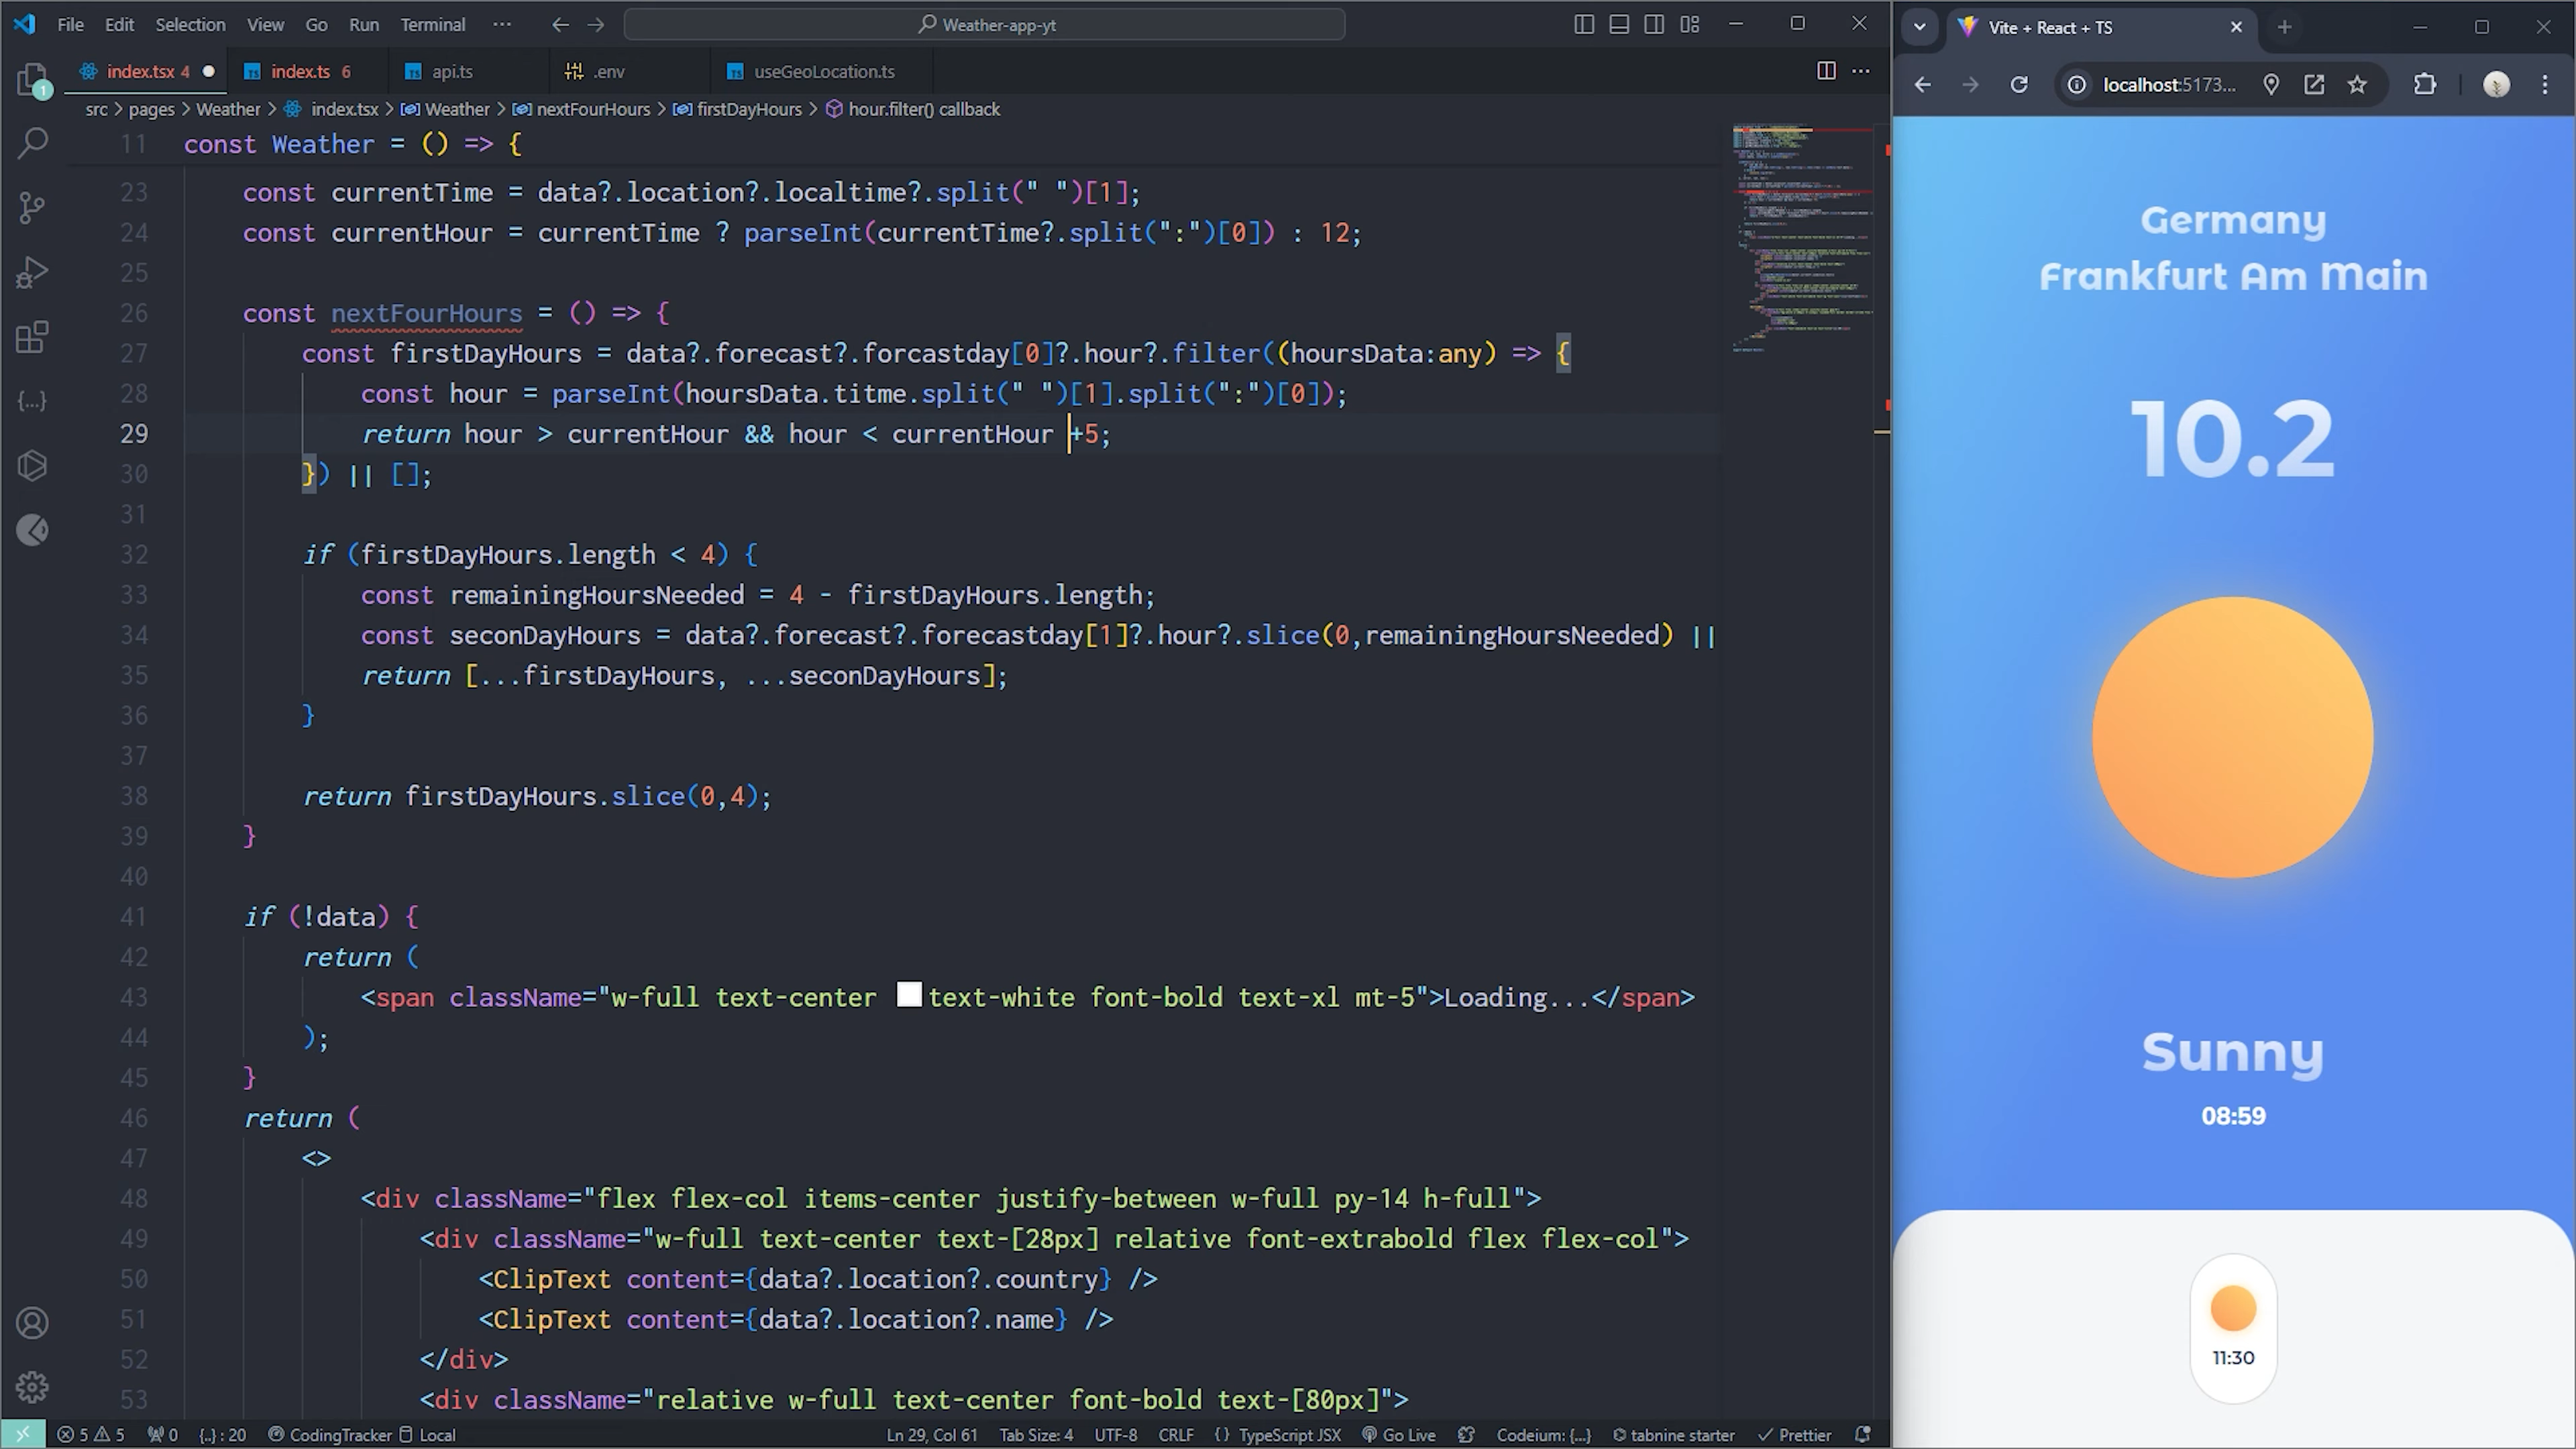 File Edit Selection View Go Run Terminal ··· Weather-app-yt
index.tsx 4 index.ts 6 api.ts .env useGeoLocation.ts ···
src > pages > Weather > index.tsx > Weather > nextFourHours > firstDayHours > hour.filter() callback
11 const Weather = () => {
23 const currentTime = data?.location?.localtime?.split(" ")[1];
24 const currentHour = currentTime ? parseInt(currentTime?.split(":")[0]) : 12;
25
26 const nextFourHours = () => {
27 const firstDayHours = data?.forecast?.forcastday[0]?.hour?.filter((hoursData:any) => {
28 const hour = parseInt(hoursData.titme.split(" ")[1].split(":")[0]);
29 return hour > currentHour && hour < currentHour +5;
30 }) || [];
31
32 if (firstDayHours.length < 4) {
33 const remainingHoursNeeded = 4 - firstDayHours.length;
34 const seconDayHours = data?.forecast?.forecastday[1]?.hour?.slice(0,remainingHoursNeeded) ||
35 return [...firstDayHours, ...seconDayHours];
36 }
37
38 return firstDayHours.slice(0,4);
39 }
40
41 if (!data) {
42 return (
43 <span className="w-full text-center text-white font-bold text-xl mt-5">Loading...</span>
44 );
45 }
46 return (
47 <>
48 <div className="flex flex-col items-center justify-between w-full py-14 h-full">
49 <div className="w-full text-center text-[28px] relative font-extrabold flex flex-col">
50 <ClipText content={data?.location?.country} />
51 <ClipText content={data?.location?.name} />
52 </div>
53 <div className="relative w-full text-center font-bold text-[80px]">
1
{...}
5 5 0 {..} : 20 CodingTracker Local Ln 29, Col 61 Tab Size: 4 UTF-8 CRLF {} TypeScript JSX Go Live Codeium: {...} tabnine starter Prettier
Vite + React + TS
localhost:5173...
Germany
Frankfurt Am Main
10.2
Sunny
08:59
11:30